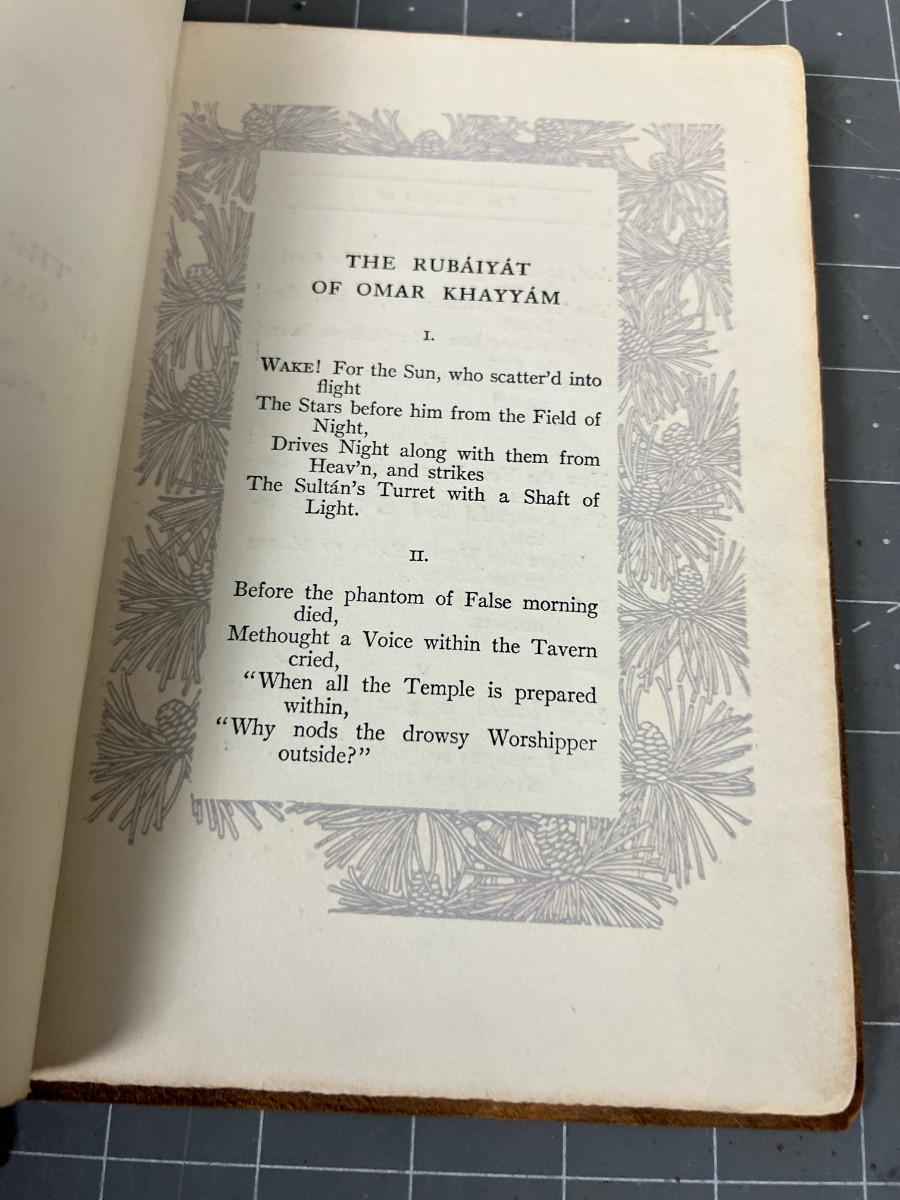 THE RUBÁIYÁT
OF OMAR KHAYYÁM
I.
WAKE! For the Sun, who scatter'd into
flight
The Stars before him from the Field of
Night,
Drives Night along with them from
Heav'n, and strikes
The Sultán's Turret with a Shaft of
Light.
II.
Before the phantom of False morning
died,
Methought a Voice within the Tavern
cried,
"When all the Temple is prepared
within,
"Why nods the drowsy Worshipper
outside?"